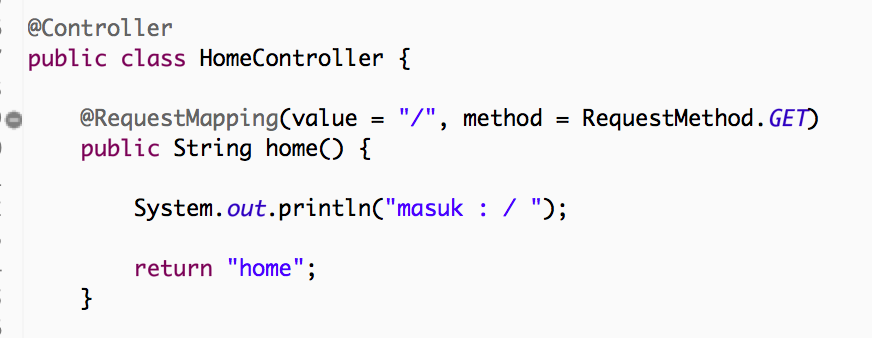 @Controller
public class HomeController {
@RequestMapping(value = "/", method = RequestMethod.GET)
public String home() {
System.out.println("masuk : / ");
return "home";
}